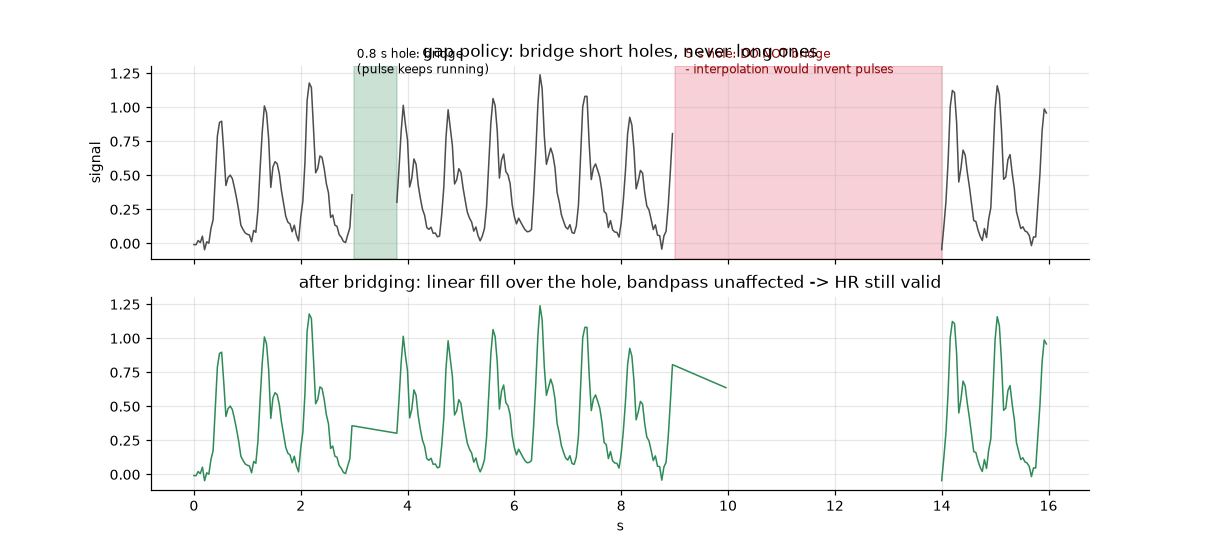 gap policy: bridge short holes, never long ones
0.8 s hole: bridge
(pulse keeps running)
5 s hole: DO NOT bridge
- interpolation would invent pulses
1.25
1.00
0.75
0.50
0.25
0.00
signal
after bridging: linear fill over the hole, bandpass unaffected -> HR still valid
1.25
1.00
0.75
0.50
0.25
0.00
0 2 4 6 8 10 12 14 16
s